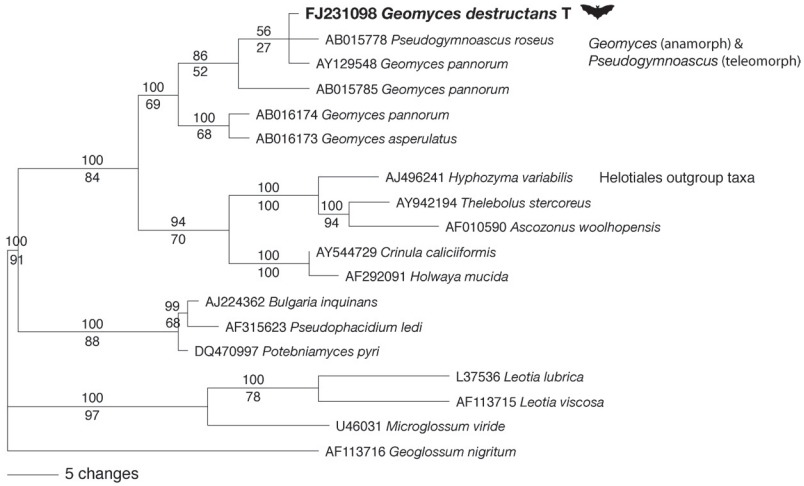 FJ231098 Geomyces destructans T
56
27
AB015778 Pseudogymnoascus roseus
Geomyces (anamorph) &
Pseudogymnoascus (teleomorph)
86
52
AY129548 Geomyces pannorum
100
69
AB015785 Geomyces pannorum
AB016174 Geomyces pannorum
100
68
AB016173 Geomyces asperulatus
100
84
AJ496241 Hyphozyma variabilis
Helotiales outgroup taxa
100
100
AY942194 Thelebolus stercoreus
100
94
AF010590 Ascozonus woolhopensis
94
70
AY544729 Crinula caliciiformis
100
100
AF292091 Holwaya mucida
100
91
AJ224362 Bulgaria inquinans
99
68
AF315623 Pseudophacidium ledi
100
88
DQ470997 Potebniamyces pyri
L37536 Leotia lubrica
100
78
AF113715 Leotia viscosa
100
97
U46031 Microglossum viride
AF113716 Geoglossum nigritum
5 changes